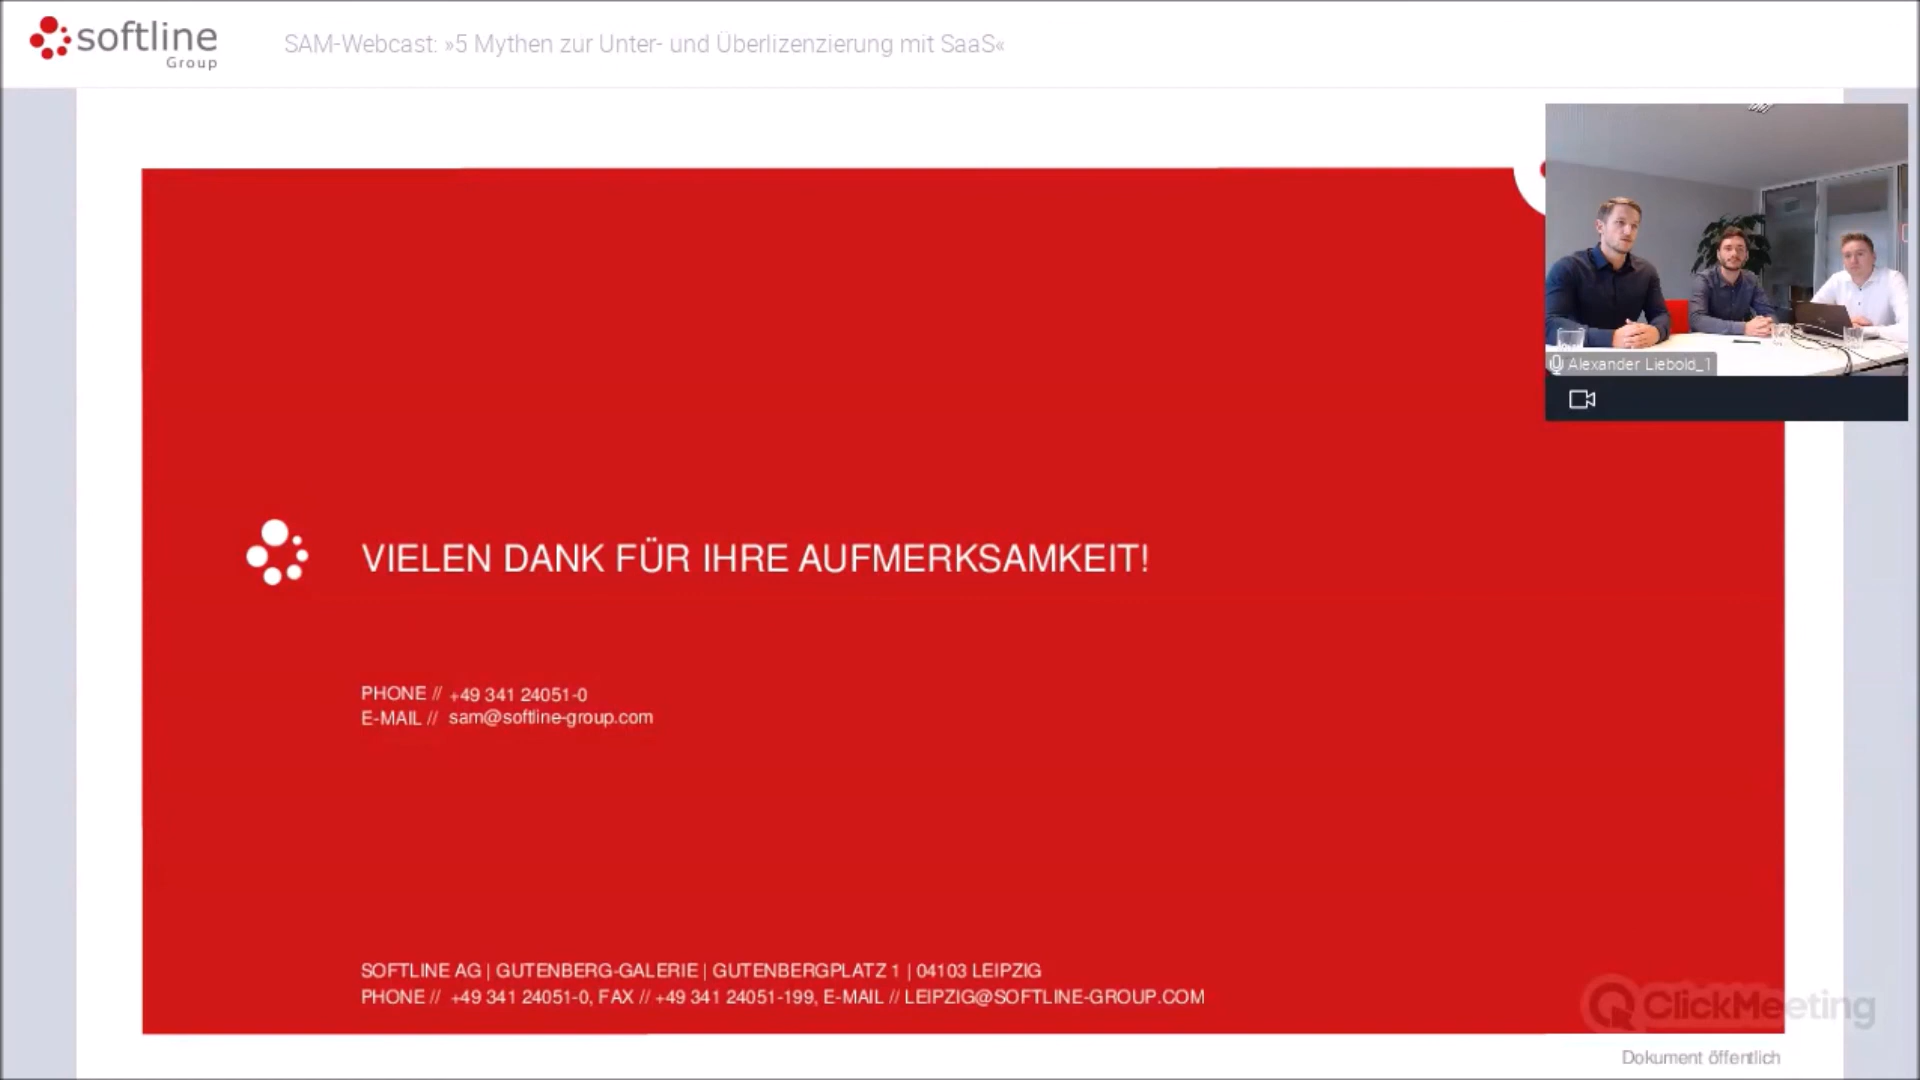 softline
Group
SAM-Webcast: »5 Mythen zur Unter- und Überlizenzierung mit SaaS«
Alexander Liebold_1
VIELEN DANK FÜR IHRE AUFMERKSAMKEIT!
PHONE // +49 341 24051-0
E-MAIL // sam@softline-group.com
SOFTLINE AG | GUTENBERG-GALERIE | GUTENBERGPLATZ 1 | 04103 LEIPZIG
PHONE // +49 341 24051-0, FAX // +49 341 24051-199, E-MAIL // LEIPZIG@SOFTLINE-GROUP.COM
ClickMeeting
Dokument öffentlich